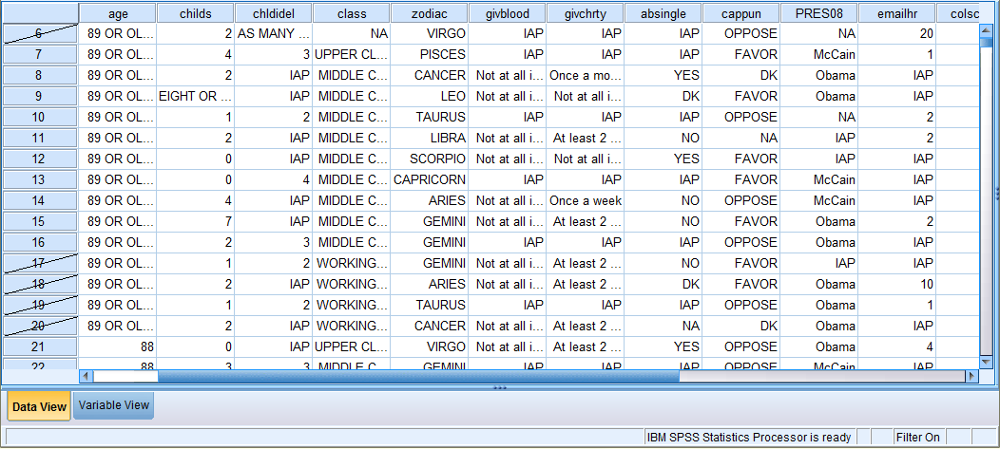 age childs chldidel class zodiac givblood givchrty absingle cappun PRES08 emailhr colsc
6 89 OR OL... 2 AS MANY ... NA VIRGO IAP IAP IAP OPPOSE NA 20
7 89 OR OL... 4 3 UPPER CL... PISCES IAP IAP IAP FAVOR McCain 1
8 89 OR OL... 2 IAP MIDDLE C... CANCER Not at all i... Once a mo... YES DK Obama IAP
9 89 OR OL... EIGHT OR ... IAP MIDDLE C... LEO Not at all i... Not at all i... DK FAVOR Obama IAP
10 89 OR OL... 1 2 MIDDLE C... TAURUS IAP IAP IAP OPPOSE NA 2
11 89 OR OL... 2 IAP MIDDLE C... LIBRA Not at all i... At least 2 ... NO NA IAP 2
12 89 OR OL... 0 IAP MIDDLE C... SCORPIO Not at all i... Not at all i... YES FAVOR IAP IAP
13 89 OR OL... 0 4 MIDDLE C... CAPRICORN IAP IAP IAP FAVOR McCain IAP
14 89 OR OL... 4 IAP MIDDLE C... ARIES Not at all i... Once a week NO OPPOSE McCain IAP
15 89 OR OL... 7 IAP MIDDLE C... GEMINI Not at all i... At least 2 ... NO FAVOR Obama 2
16 89 OR OL... 2 3 MIDDLE C... GEMINI IAP IAP IAP OPPOSE Obama IAP
17 89 OR OL... 1 2 WORKING... GEMINI Not at all i... At least 2 ... NO FAVOR IAP IAP
18 89 OR OL... 2 IAP WORKING... ARIES Not at all i... At least 2 ... DK FAVOR Obama 10
19 89 OR OL... 1 2 WORKING... TAURUS IAP IAP IAP OPPOSE Obama 1
20 89 OR OL... 2 IAP WORKING... CANCER Not at all i... At least 2 ... NA DK Obama IAP
21 88 0 IAP UPPER CL... VIRGO Not at all i... At least 2 ... YES OPPOSE Obama 4
22 88 3 3 MIDDLE C... GEMINI IAP IAP IAP OPPOSE McCain IAP
Data View Variable View
IBM SPSS Statistics Processor is ready Filter On